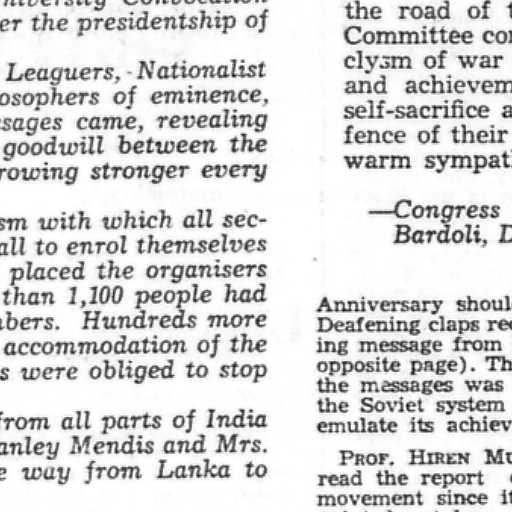 er the presidentship of
Leaguers, Nationalist
osophers of eminence,
sages came, revealing
goodwill between the
rowing stronger every
sm with which all sec-
all to enrol themselves
placed the organisers
than 1,100 people had
bers. Hundreds more
accommodation of the
s were obliged to stop
from all parts of India
anley Mendis and Mrs.
e way from Lanka to
the road of
Committee con
clysm of war
and achievem
self-sacrifice a
fence of their
warm sympat
—Congress
Bardoli, D
Anniversary shoul
Deafening claps rec
ing message from
opposite page). Th
the messages was
the Soviet system
emulate its achiev
PROF. HIREN MU
read the report
movement since it